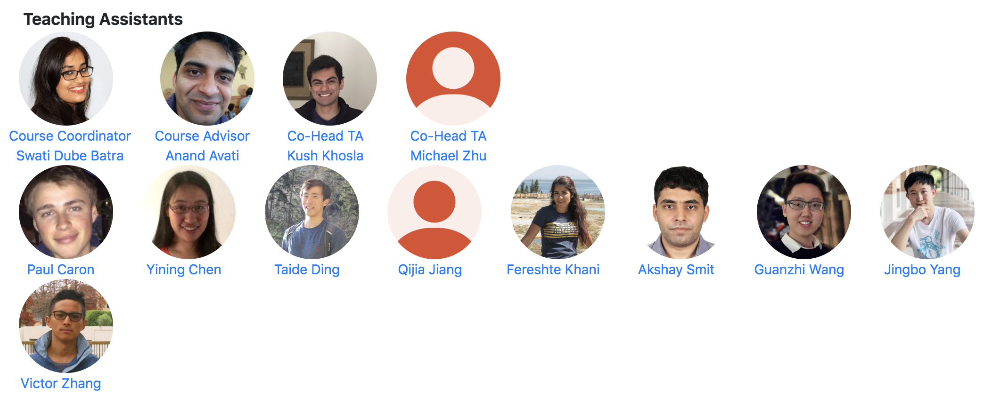 Teaching Assistants
Course Coordinator
Swati Dube Batra
Course Advisor
Anand Avati
Co-Head TA
Kush Khosla
Co-Head TA
Michael Zhu
Paul Caron
Yining Chen
Taide Ding
Qijia Jiang
Fereshte Khani
Akshay Smit
Guanzhi Wang
Jingbo Yang
Victor Zhang